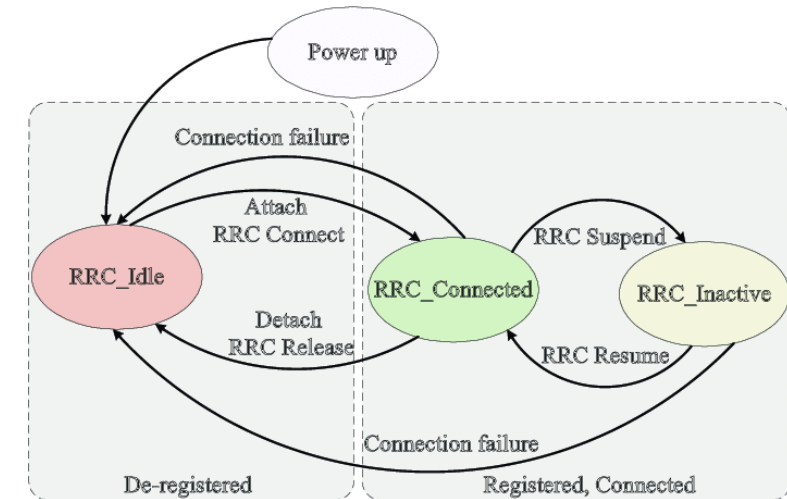 Power up
Connection failure
Attach
RRC Connect
RRC Suspend
RRC_Idle
RRC_Connected
RRC_Inactive
Detach
RRC Release
RRC Resume
Connection failure
De-registered
Registered, Connected